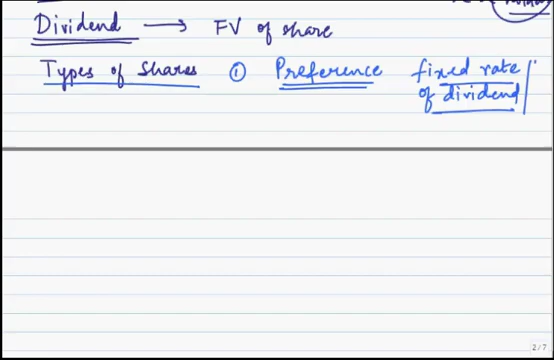 Dividend → FV of share
Types of shares ① Preference fixed rate
of dividend
2/7